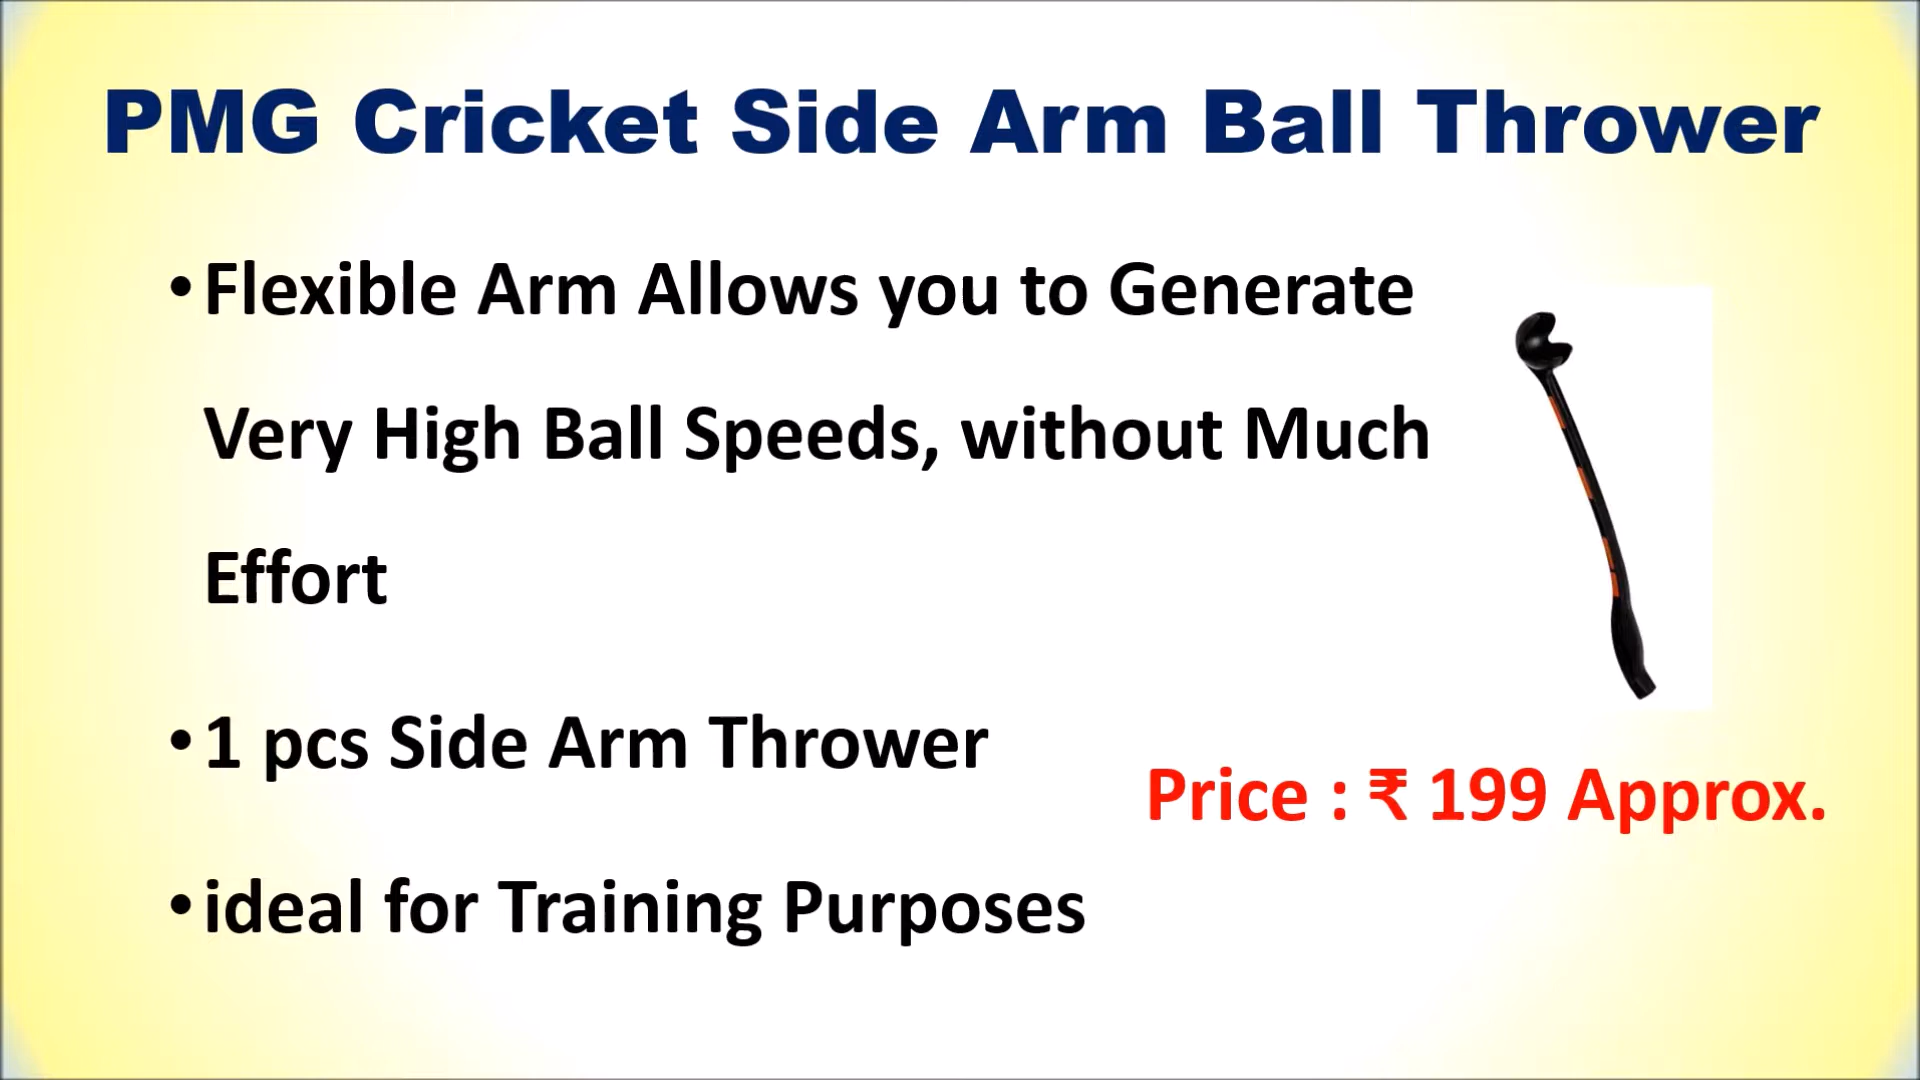 PMG Cricket Side Arm Ball Thrower
•Flexible Arm Allows you to Generate
Very High Ball Speeds, without Much
Effort
•1 pcs Side Arm Thrower
Price : ₹ 199 Approx.
•ideal for Training Purposes